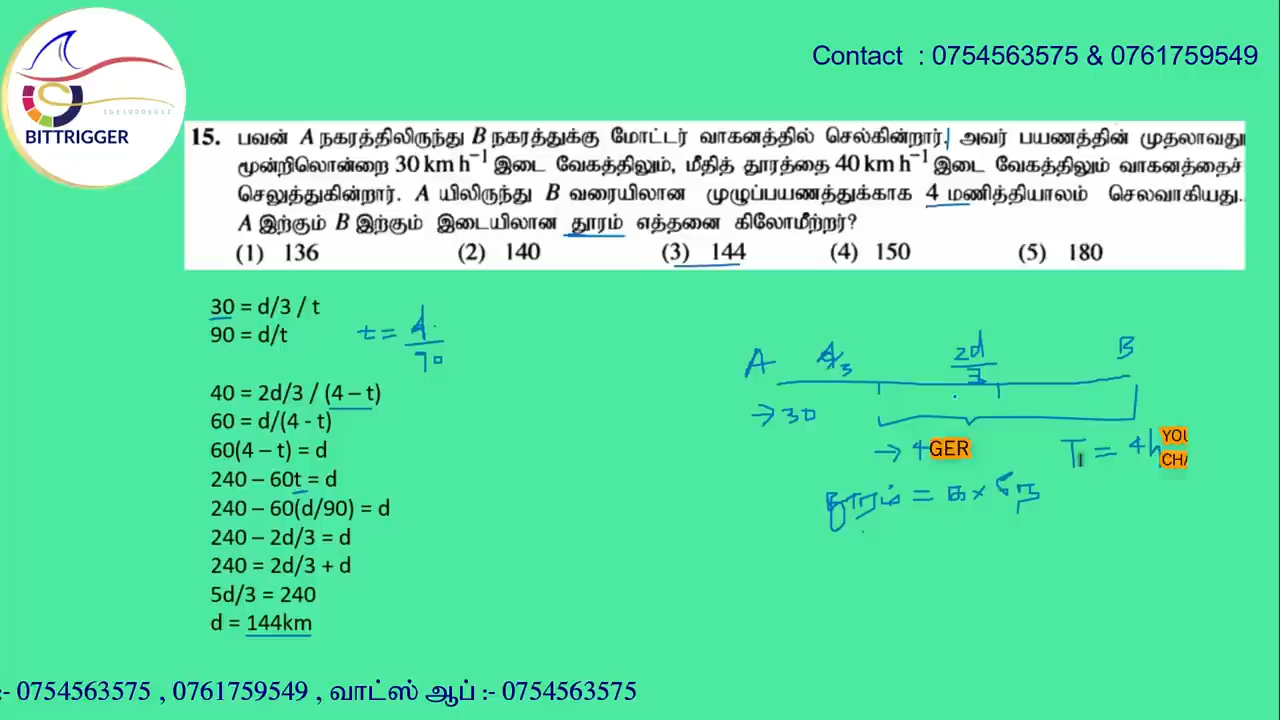 Contact : 0754563575 & 0761759549
BITTRIGGER
15. பவன் A நகரத்திலிருந்து B நகரத்துக்கு மோட்டர் வாகனத்தில் செல்கின்றார். அவர் பயணத்தின் முதலாவது
மூன்றிலொன்றை 30 km h⁻¹ இடை வேகத்திலும், மீதித் தூரத்தை 40 km h⁻¹ இடை வேகத்திலும் வாகனத்தைச்
செலுத்துகின்றார். A யிலிருந்து B வரையிலான முழுப்பயணத்துக்காக 4 மணித்தியாலம் செலவாகியது.
A இற்கும் B இற்கும் இடையிலான தூரம் எத்தனை கிலோமீற்றர்?
(1) 136 (2) 140 (3) 144 (4) 150 (5) 180
30 = d/3 / t
90 = d/t
t = d/90
40 = 2d/3 / (4 – t)
60 = d/(4 - t)
60(4 – t) = d
240 – 60t = d
240 – 60(d/90) = d
240 – 2d/3 = d
240 = 2d/3 + d
5d/3 = 240
d = 144km
A d/3 2d/3 B
→ 30
→ 4 GER
T = 4h
YOU
CHA
தூரம் = க × நே
:- 0754563575 , 0761759549 , வாட்ஸ் ஆப் :- 0754563575